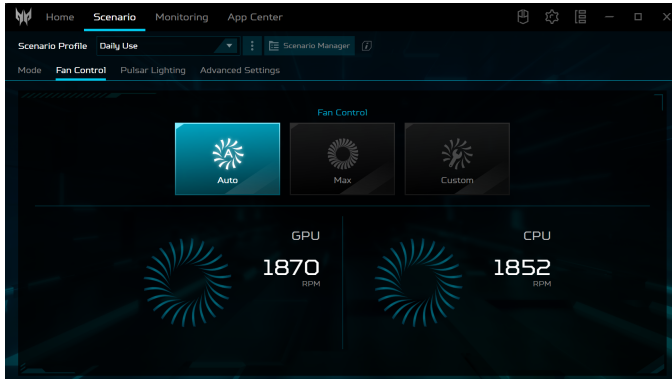 Home Scenario Monitoring App Center
Scenario Profile Daily Use Scenario Manager
Mode Fan Control Pulsar Lighting Advanced Settings
Fan Control
A
Auto Max Custom
GPU
1870
RPM
CPU
1852
RPM